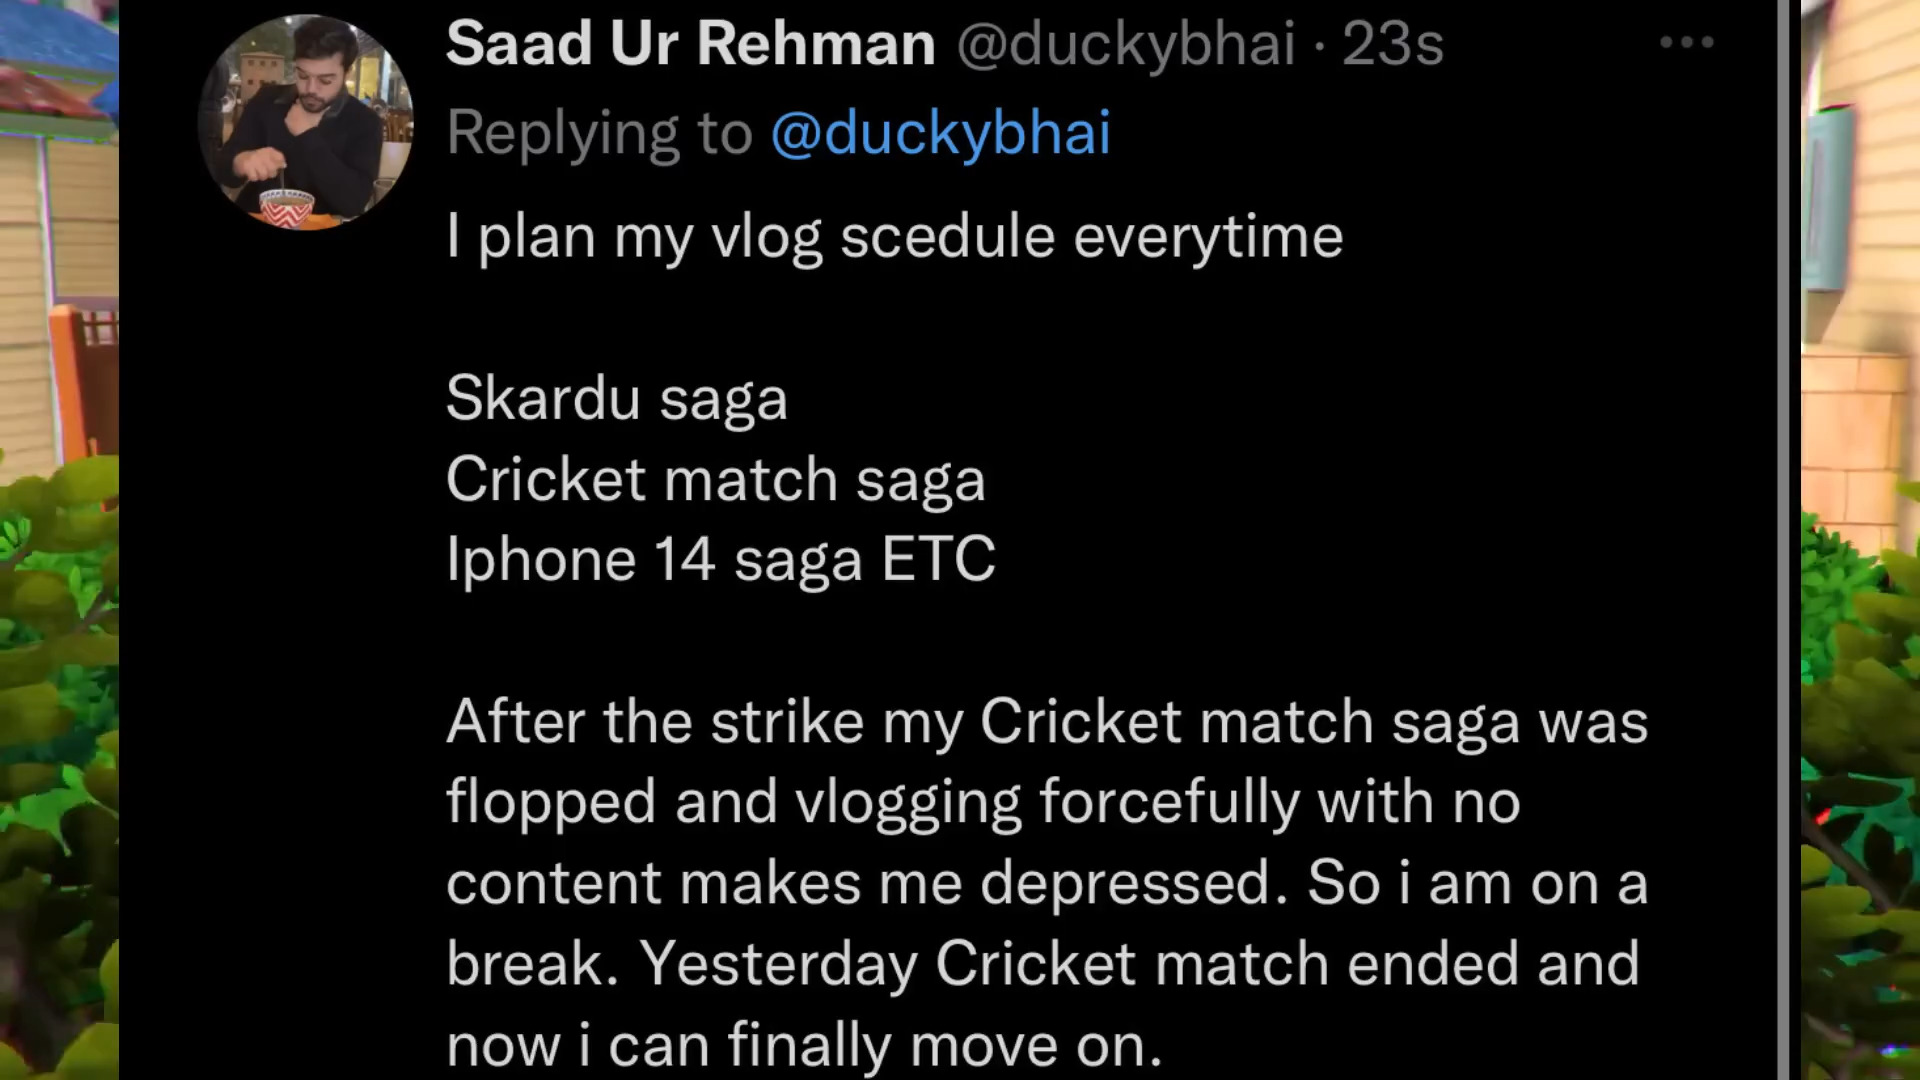 Saad Ur Rehman @duckybhai · 23s
Replying to @duckybhai
I plan my vlog scedule everytime
Skardu saga
Cricket match saga
Iphone 14 saga ETC
After the strike my Cricket match saga was
flopped and vlogging forcefully with no
content makes me depressed. So i am on a
break. Yesterday Cricket match ended and
now i can finally move on.